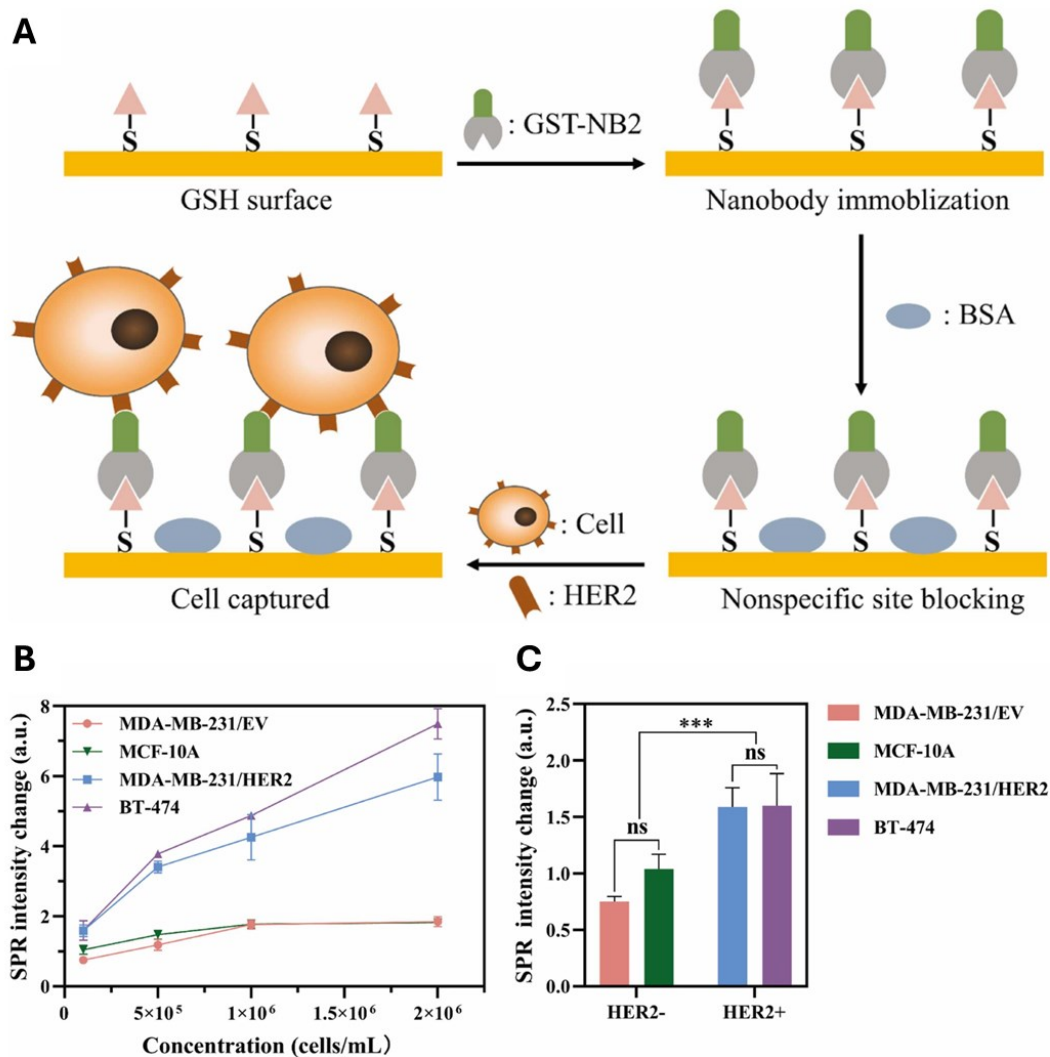 A
S S S
GSH surface
: GST-NB2
S S S
Nanobody immoblization
: BSA
S S S
Nonspecific site blocking
: Cell
: HER2
S S S
Cell captured
B
SPR intensity change (a.u.)
8
6
4
2
0
MDA-MB-231/EV
MCF-10A
MDA-MB-231/HER2
BT-474
0 5×10⁵ 1×10⁶ 1.5×10⁶ 2×10⁶
Concentration (cells/mL)
C
SPR intensity change (a.u.)
2.5
2.0
1.5
1.0
0.5
0.0
***
ns
ns
HER2- HER2+
MDA-MB-231/EV
MCF-10A
MDA-MB-231/HER2
BT-474